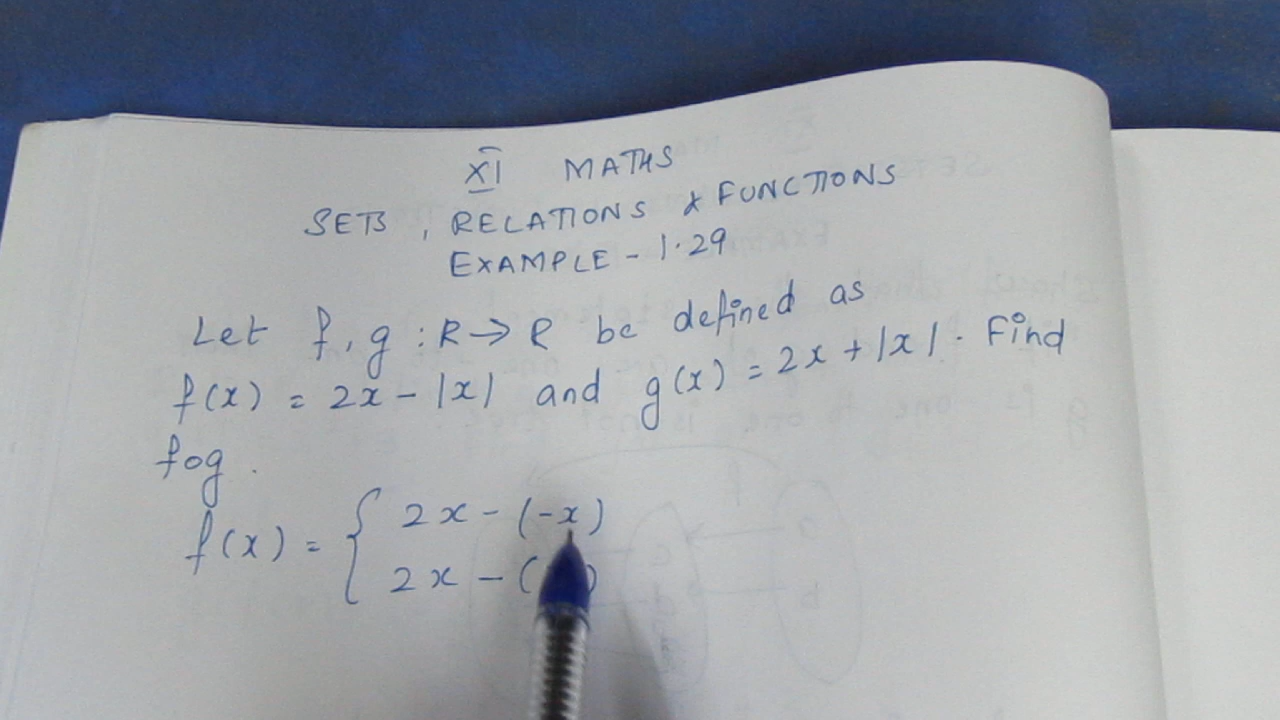 XI MATHS
SETS, RELATIONS & FUNCTIONS
EXAMPLE - 1.29
Let f, g : R → R be defined as
f(x) = 2x - |x| and g(x) = 2x + |x|. Find
fog.
f(x) = { 2x - (-x)
2x - (